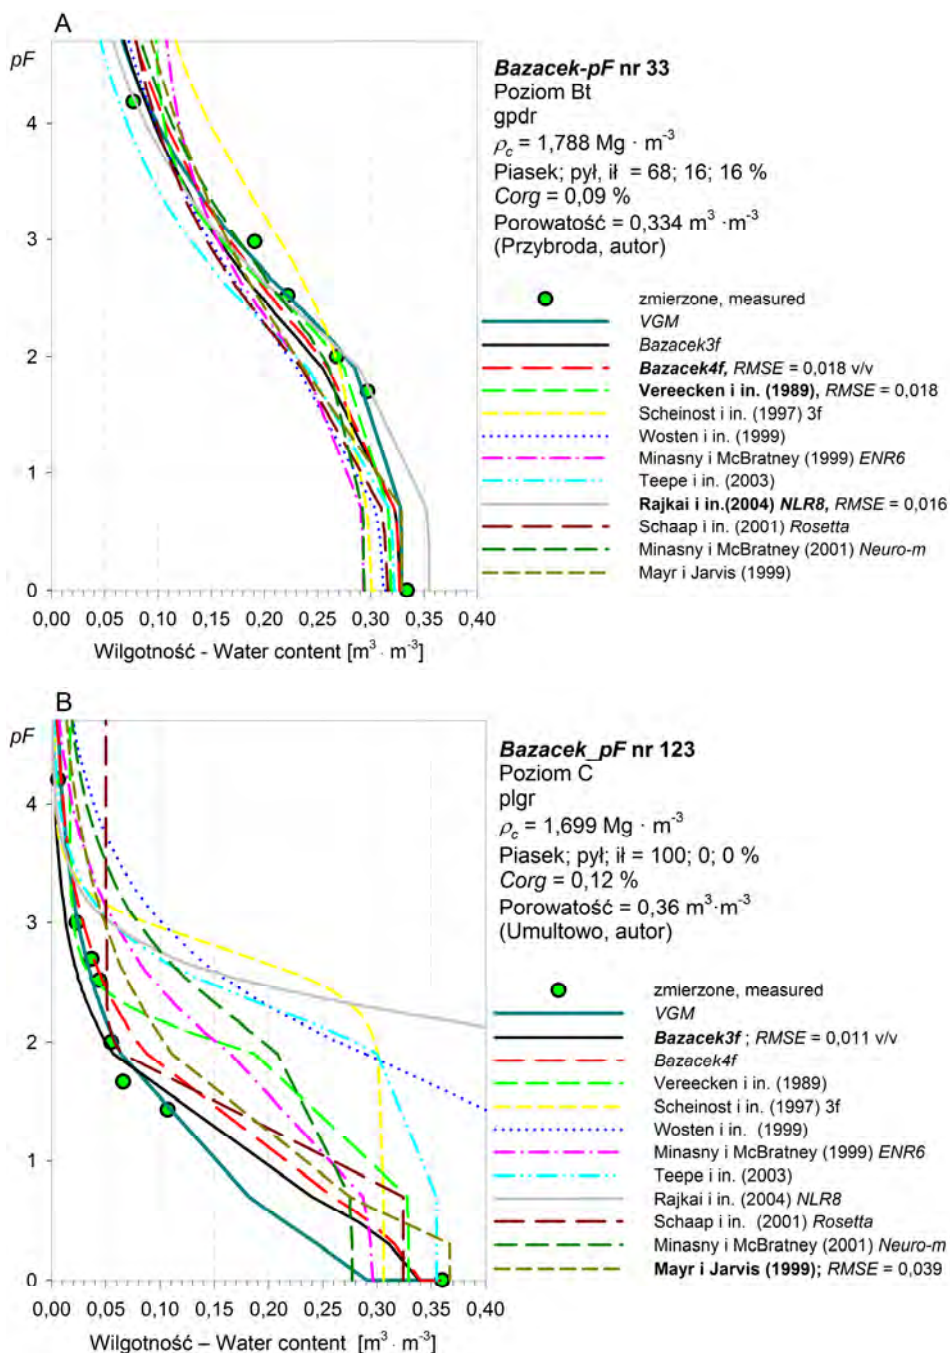 A
pF
4
3
2
1
0
0,00 0,05 0,10 0,15 0,20 0,25 0,30 0,35 0,40
Wilgotność - Water content [m³ · m⁻³]
Bazacek-pF nr 33
Poziom Bt
gpdr
ρc = 1,788 Mg · m⁻³
Piasek; pył, ił = 68; 16; 16 %
Corg = 0,09 %
Porowatość = 0,334 m³ ·m⁻³
(Przybroda, autor)
zmierzone, measured
VGM
Bazacek3f
Bazacek4f, RMSE = 0,018 v/v
Vereecken i in. (1989), RMSE = 0,018
Scheinost i in. (1997) 3f
Wosten i in. (1999)
Minasny i McBratney (1999) ENR6
Teepe i in. (2003)
Rajkai i in.(2004) NLR8, RMSE = 0,016
Schaap i in. (2001) Rosetta
Minasny i McBratney (2001) Neuro-m
Mayr i Jarvis (1999)
B
pF
4
3
2
1
0
0,00 0,05 0,10 0,15 0,20 0,25 0,30 0,35 0,40
Wilgotność – Water content [m³ · m⁻³]
Bazacek_pF nr 123
Poziom C
plgr
ρc = 1,699 Mg · m⁻³
Piasek; pył; ił = 100; 0; 0 %
Corg = 0,12 %
Porowatość = 0,36 m³·m⁻³
(Umultowo, autor)
zmierzone, measured
VGM
Bazacek3f ; RMSE = 0,011 v/v
Bazacek4f
Vereecken i in. (1989)
Scheinost i in. (1997) 3f
Wosten i in. (1999)
Minasny i McBratney (1999) ENR6
Teepe i in. (2003)
Rajkai i in. (2004) NLR8
Schaap i in. (2001) Rosetta
Minasny i McBratney (2001) Neuro-m
Mayr i Jarvis (1999); RMSE = 0,039